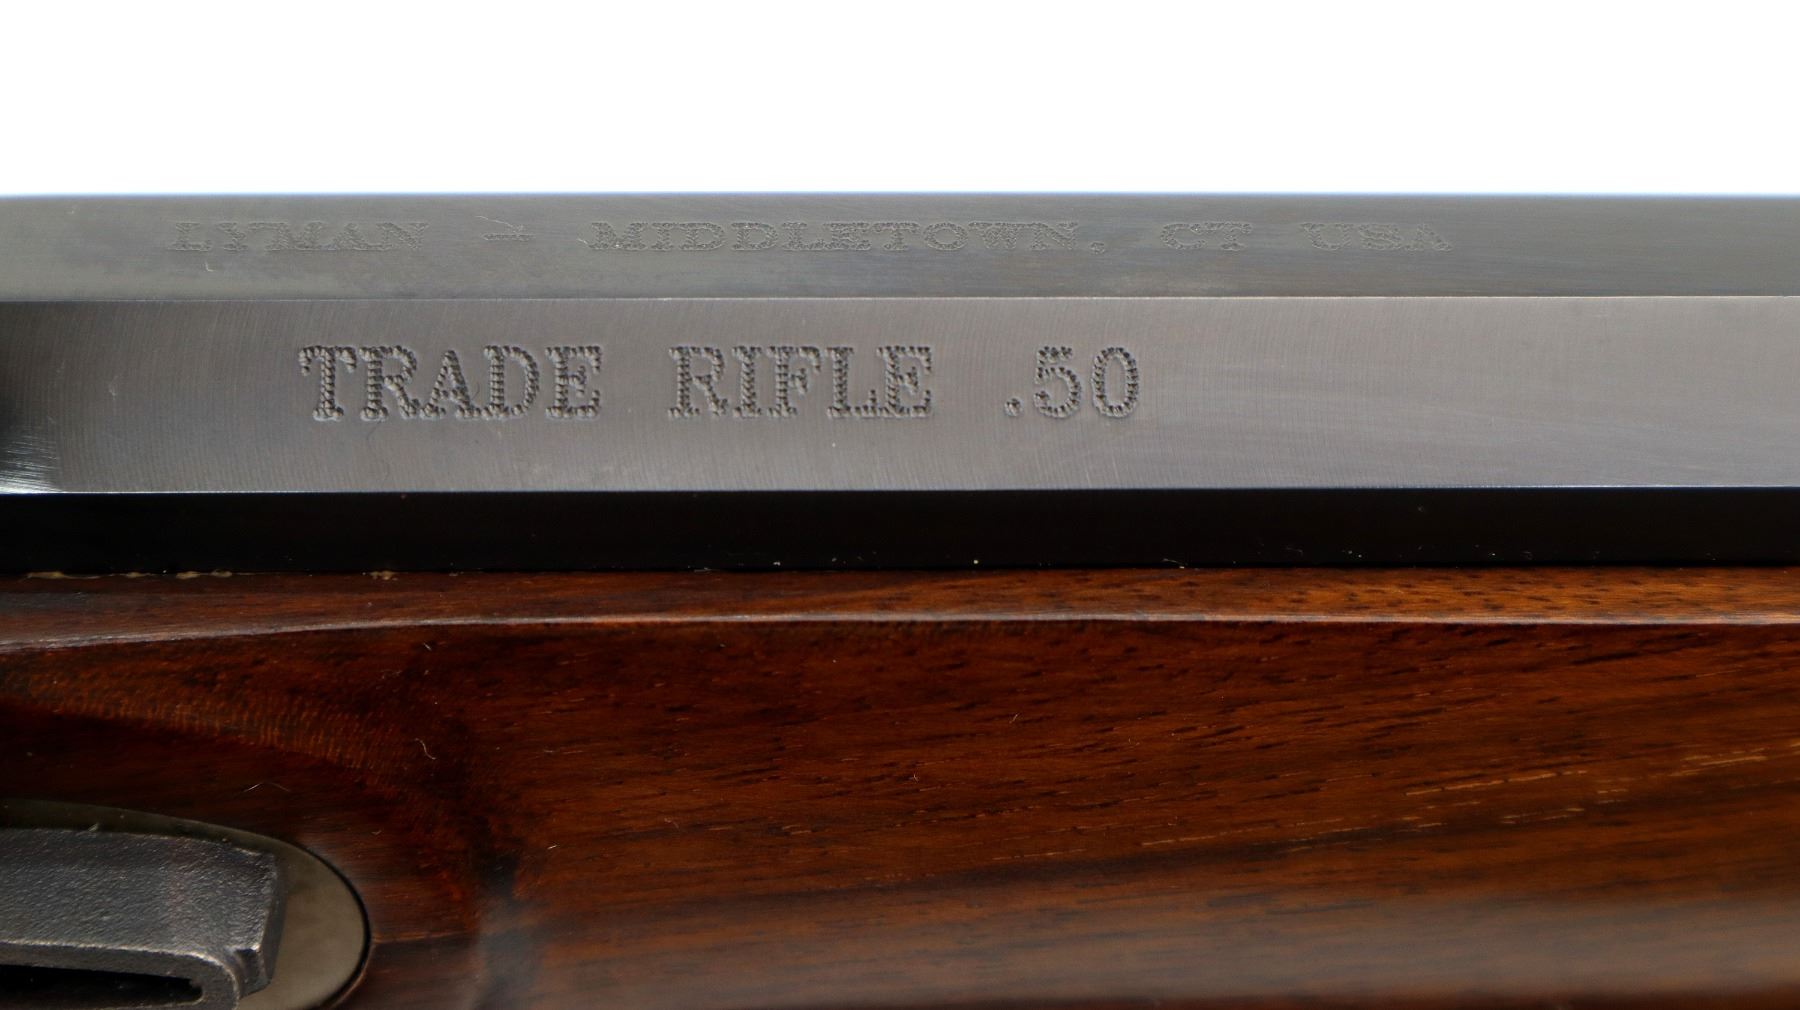 LYMAN - MIDDLETOWN, CT USA
TRADE RIFLE .50